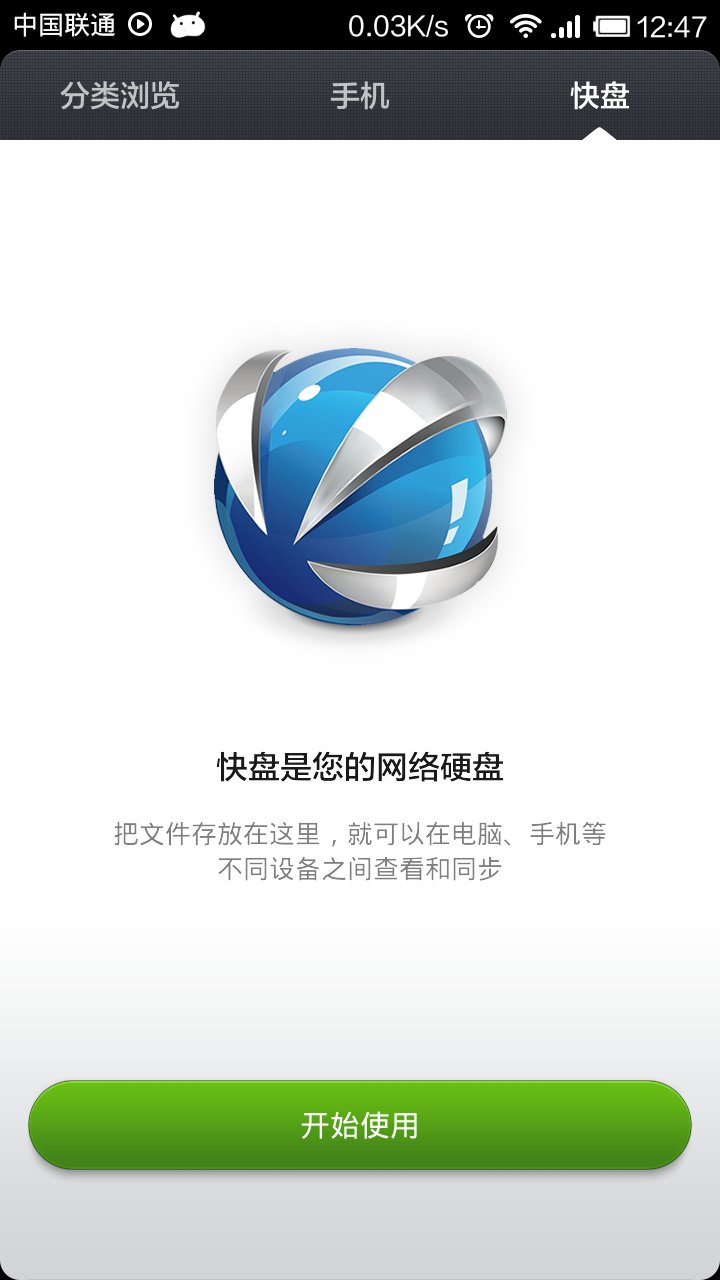 中国联通 0.03K/s 12:47
分类浏览 手机 快盘
快盘是您的网络硬盘
把文件存放在这里，就可以在电脑、手机等
不同设备之间查看和同步
开始使用